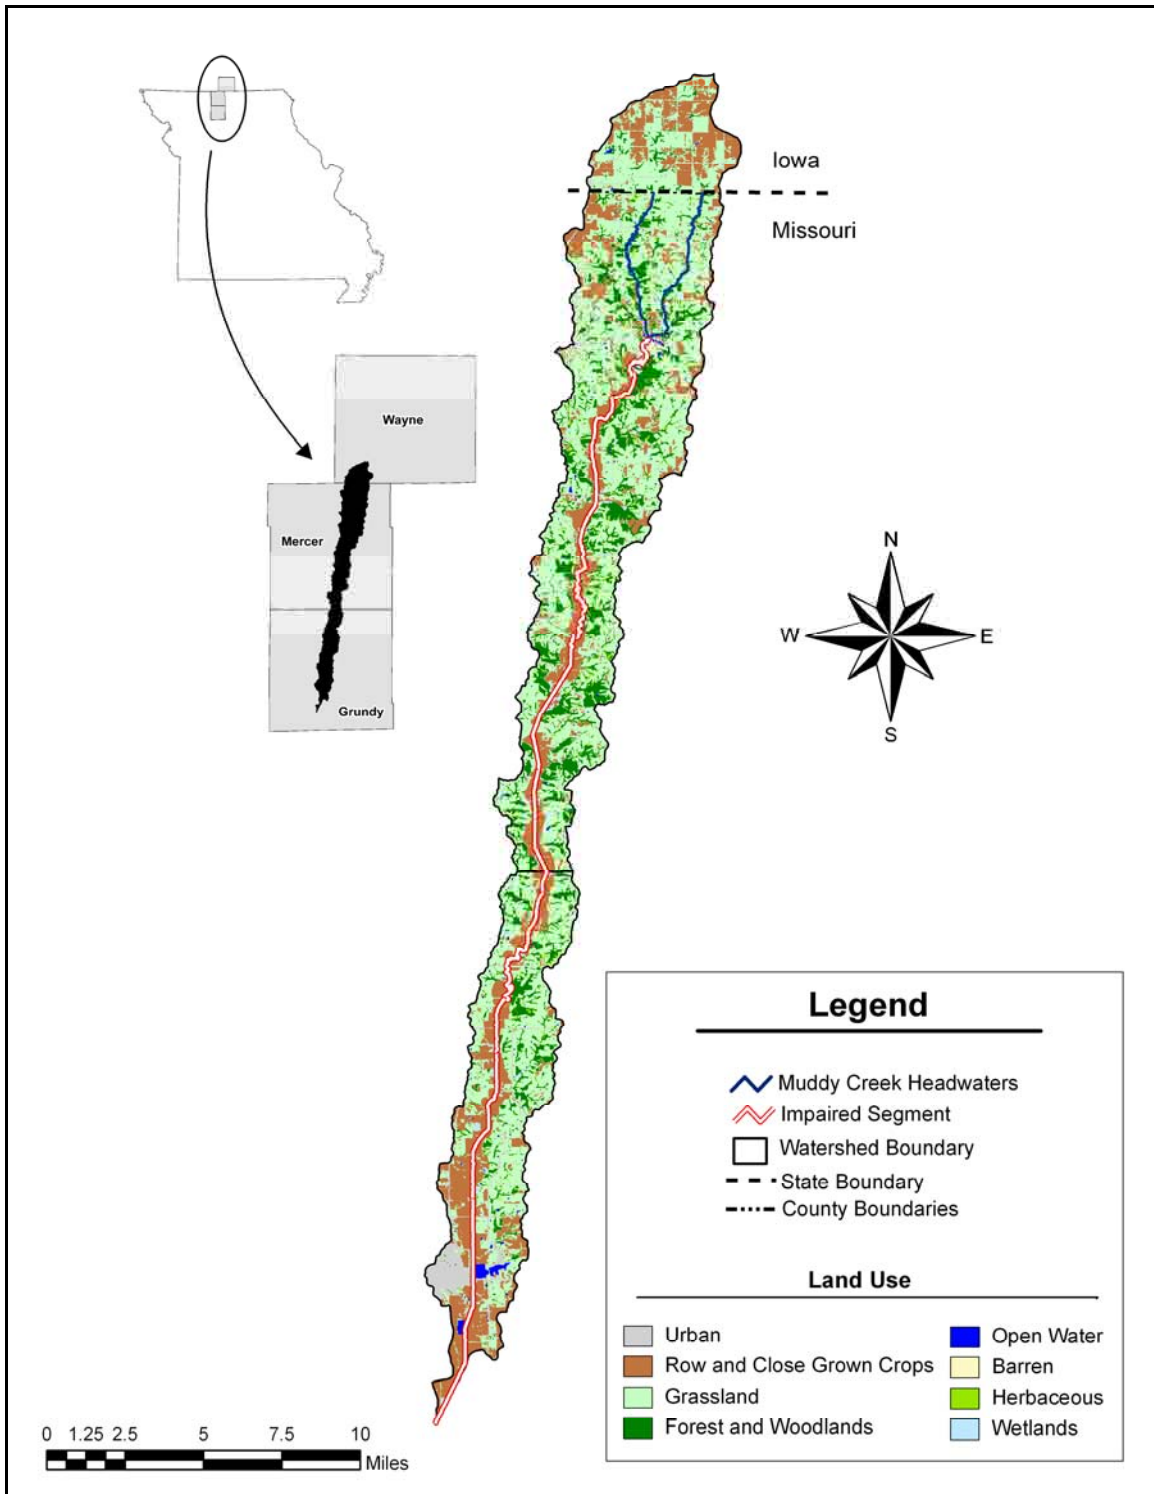 Iowa
Missouri
Wayne
Mercer
Grundy
N
W E
S
Legend
Muddy Creek Headwaters
Impaired Segment
Watershed Boundary
State Boundary
County Boundaries
Land Use
Urban
Row and Close Grown Crops
Grassland
Forest and Woodlands
Open Water
Barren
Herbaceous
Wetlands
0 1.25 2.5 5 7.5 10
Miles